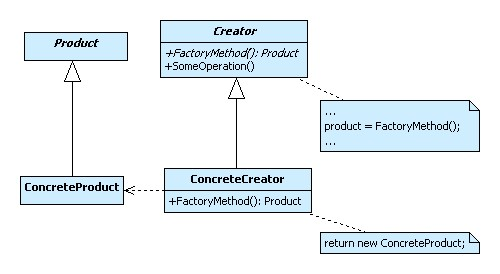 Product
Creator
+FactoryMethod(): Product
+SomeOperation()
...
product = FactoryMethod();
...
ConcreteProduct
ConcreteCreator
+FactoryMethod(): Product
return new ConcreteProduct;